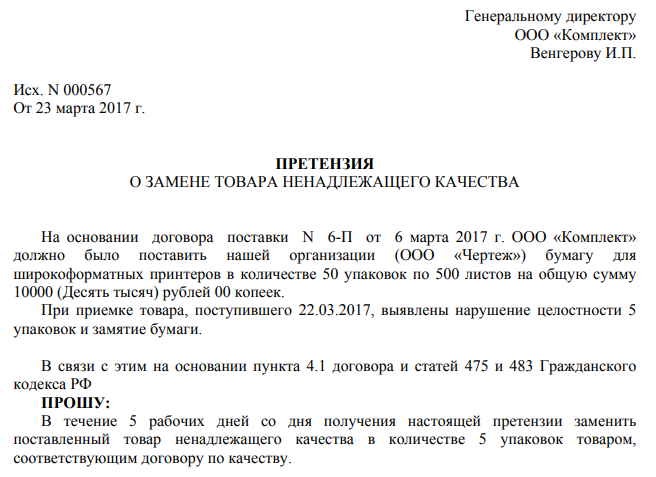 Генеральному директору
ООО «Комплект»
Венгерову И.П.
Исх. N 000567
От 23 марта 2017 г.
ПРЕТЕНЗИЯ
О ЗАМЕНЕ ТОВАРА НЕНАДЛЕЖАЩЕГО КАЧЕСТВА
На основании договора поставки N 6-П от 6 марта 2017 г. ООО «Комплект»
должно было поставить нашей организации (ООО «Чертеж») бумагу для
широкоформатных принтеров в количестве 50 упаковок по 500 листов на общую сумму
10000 (Десять тысяч) рублей 00 копеек.
При приемке товара, поступившего 22.03.2017, выявлены нарушение целостности 5
упаковок и замятие бумаги.
В связи с этим на основании пункта 4.1 договора и статей 475 и 483 Гражданского
кодекса РФ
ПРОШУ:
В течение 5 рабочих дней со дня получения настоящей претензии заменить
поставленный товар ненадлежащего качества в количестве 5 упаковок товаром,
соответствующим договору по качеству.